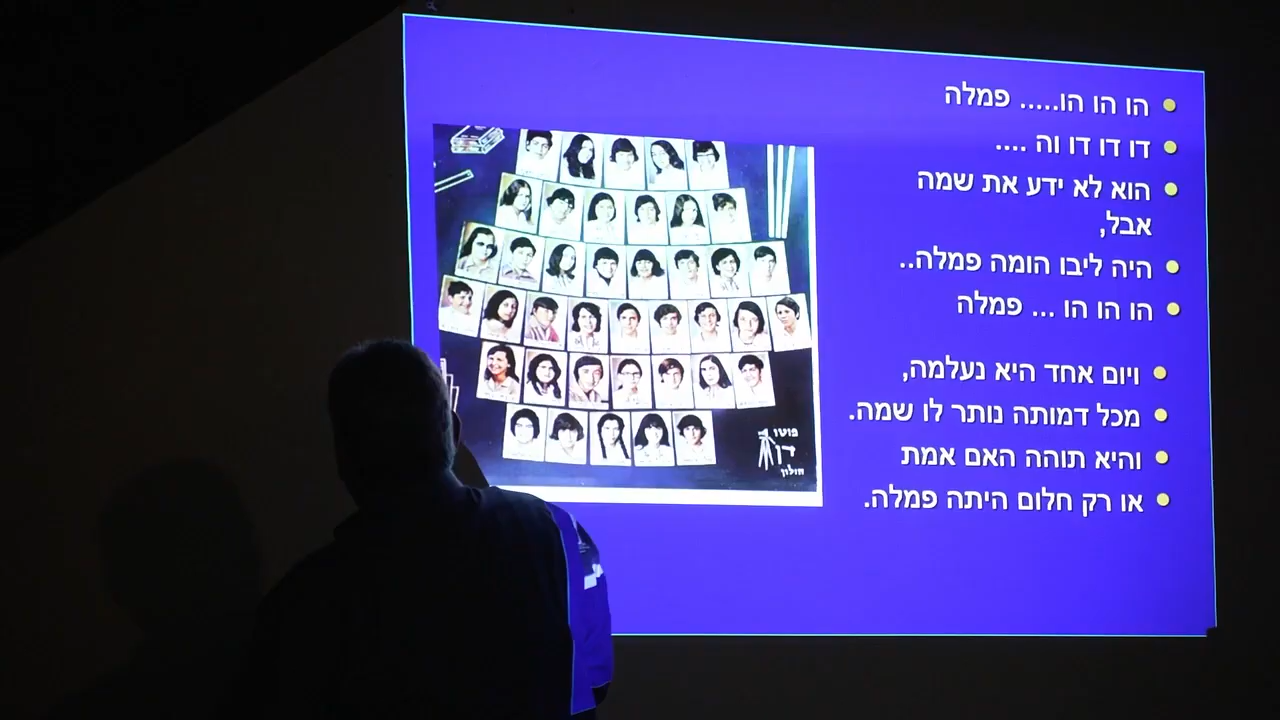 הו הו הו..... פמלה
דו דו דו וה ....
הוא לא ידע את שמה
אבל,
היה ליבו הומה פמלה..
הו הו הו ... פמלה
ויום אחד היא נעלמה,
מכל דמותה נותר לו שמה.
והיא תוהה האם אמת
או רק חלום היתה פמלה.
פוטו
דן
חולון